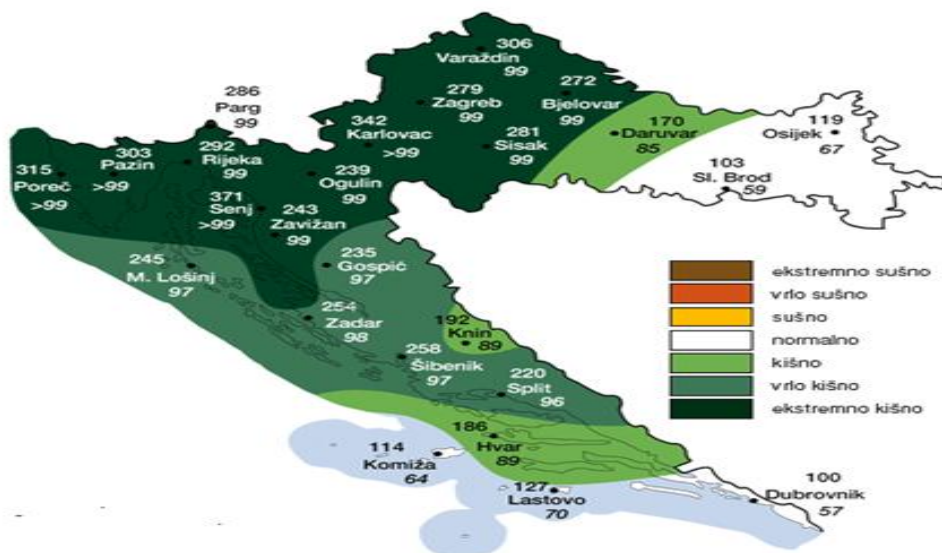 306
Varaždin
99
286
Parg
99
279
Zagreb
99
272
Bjelovar
99
342
Karlovac
>99
281
Sisak
99
170
Daruvar
85
119
Osijek
67
103
Sl. Brod
59
315
Poreč
>99
303
Pazin
>99
292
Rijeka
99
239
Ogulin
99
371
Senj
>99
243
Zavižan
99
245
M. Lošinj
97
235
Gospić
97
254
Zadar
98
192
Knin
89
258
Šibenik
97
220
Split
96
186
Hvar
89
114
Komiža
64
127
Lastovo
70
100
Dubrovnik
57
ekstremno sušno
vrlo sušno
sušno
normalno
kišno
vrlo kišno
ekstremno kišno